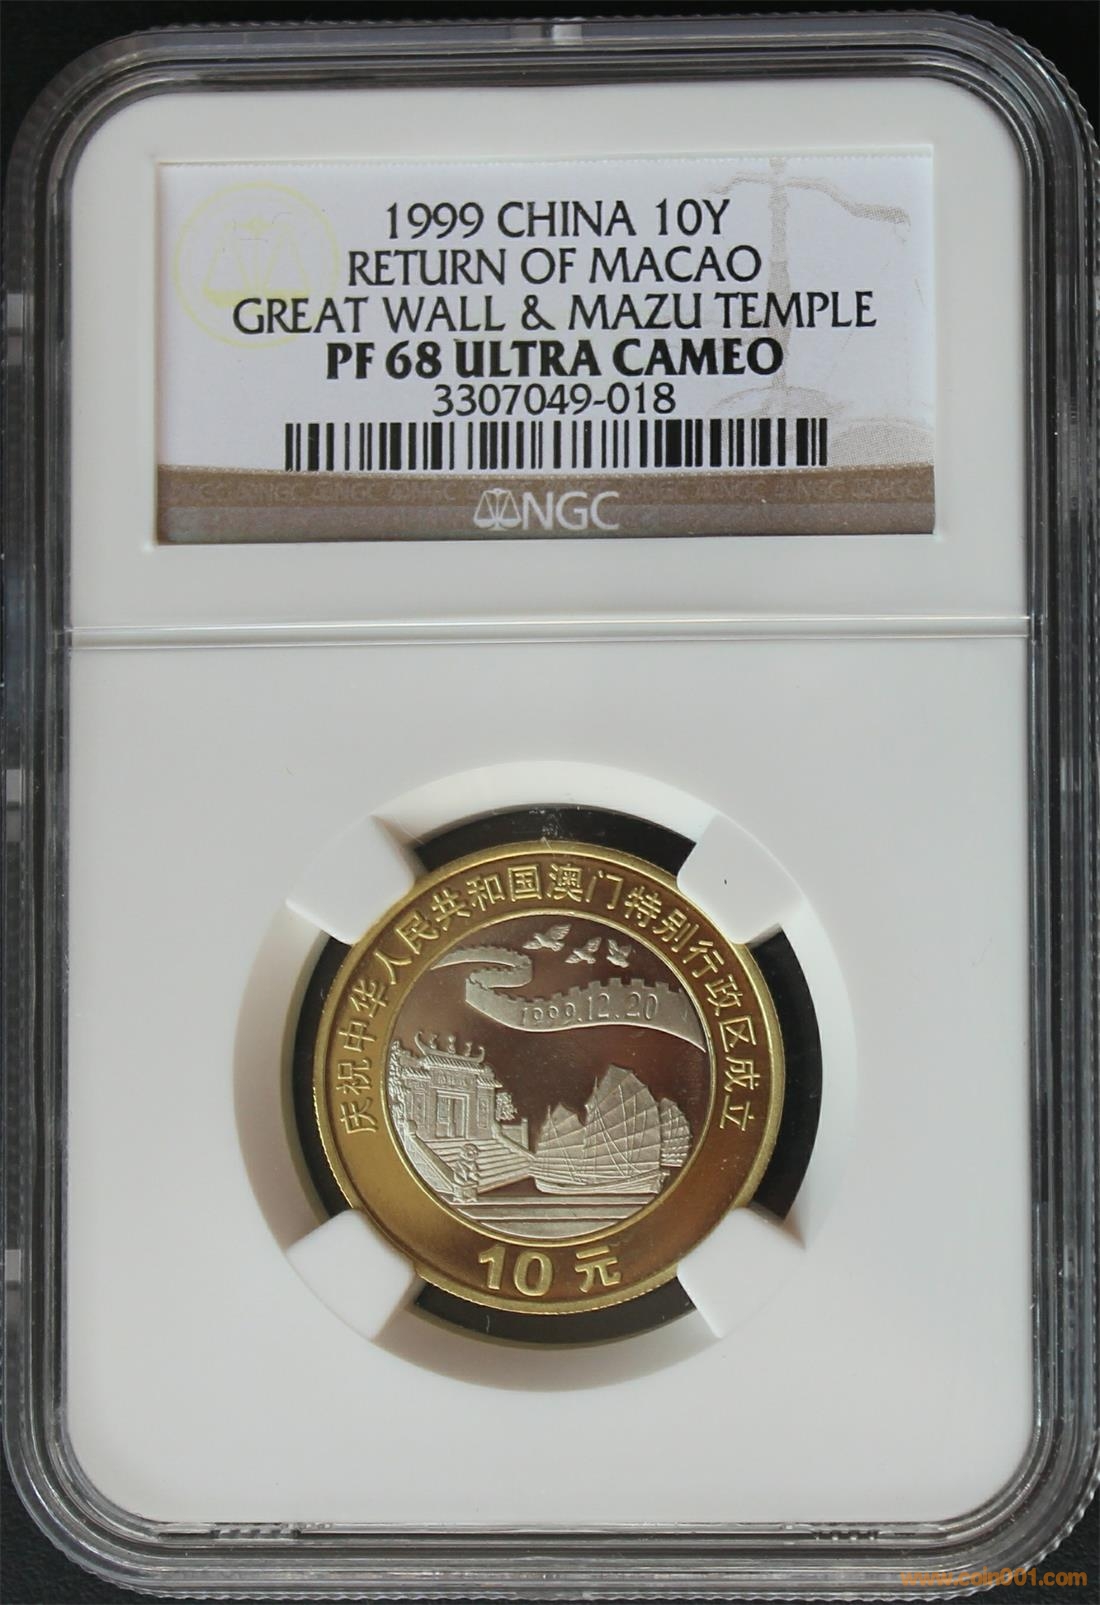 1999 CHINA 10Y
RETURN OF MACAO
GREAT WALL & MAZU TEMPLE
PF 68 ULTRA CAMEO
3307049-018
NGC
庆祝中华人民共和国澳门特别行政区成立
1999.12.20
10 元
www.coin001.com